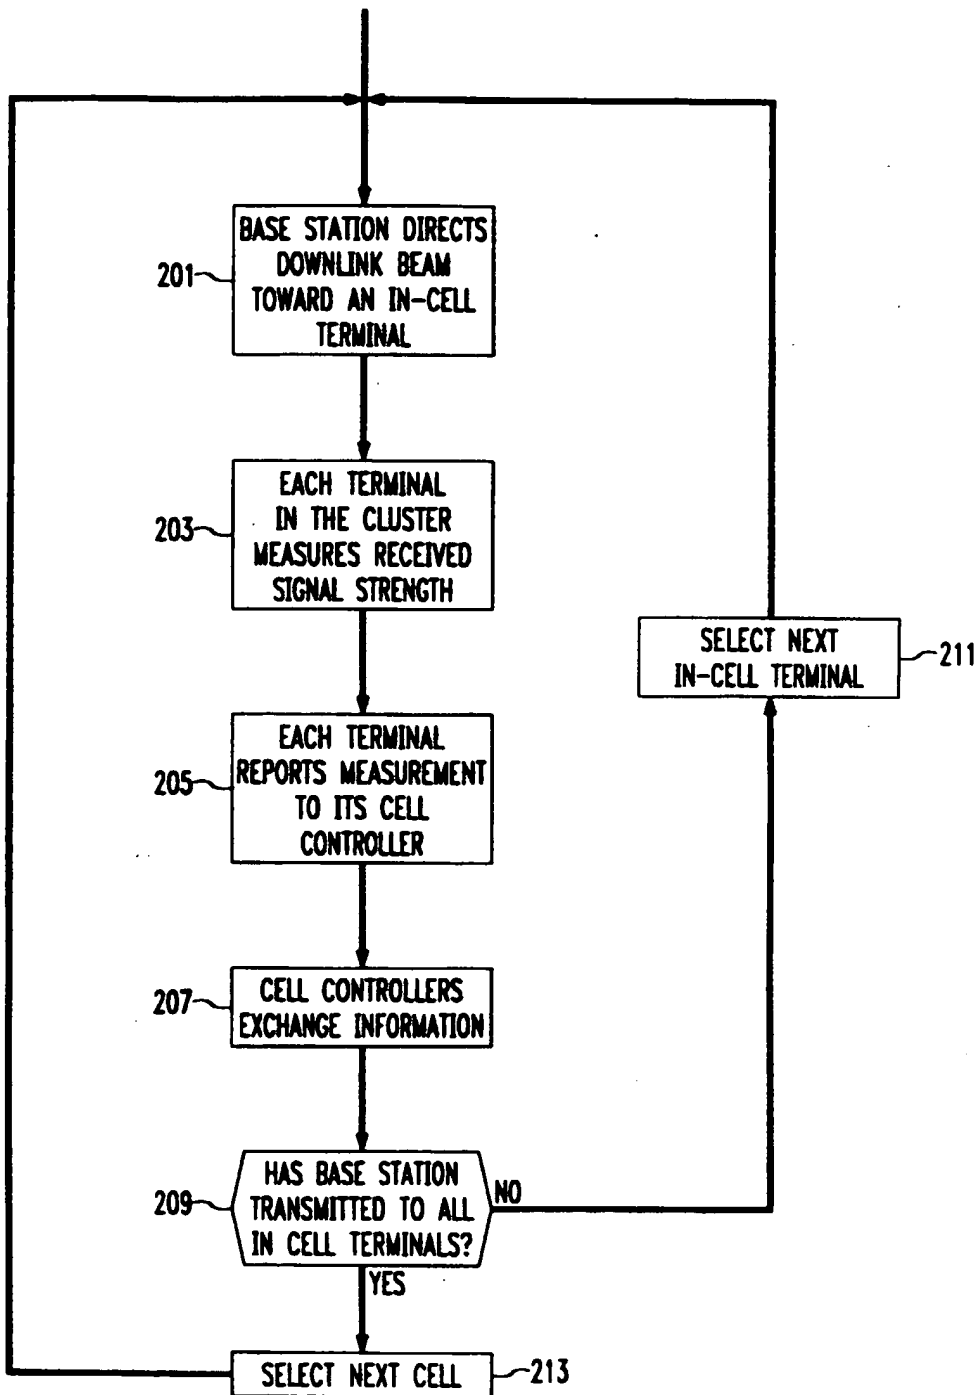 BASE STATION DIRECTS
DOWNLINK BEAM
TOWARD AN IN-CELL
TERMINAL
201
EACH TERMINAL
IN THE CLUSTER
MEASURES RECEIVED
SIGNAL STRENGTH
203
SELECT NEXT
IN-CELL TERMINAL
211
EACH TERMINAL
REPORTS MEASUREMENT
TO ITS CELL
CONTROLLER
205
CELL CONTROLLERS
EXCHANGE INFORMATION
207
HAS BASE STATION
TRANSMITTED TO ALL
IN CELL TERMINALS?
209
NO
YES
SELECT NEXT CELL
213